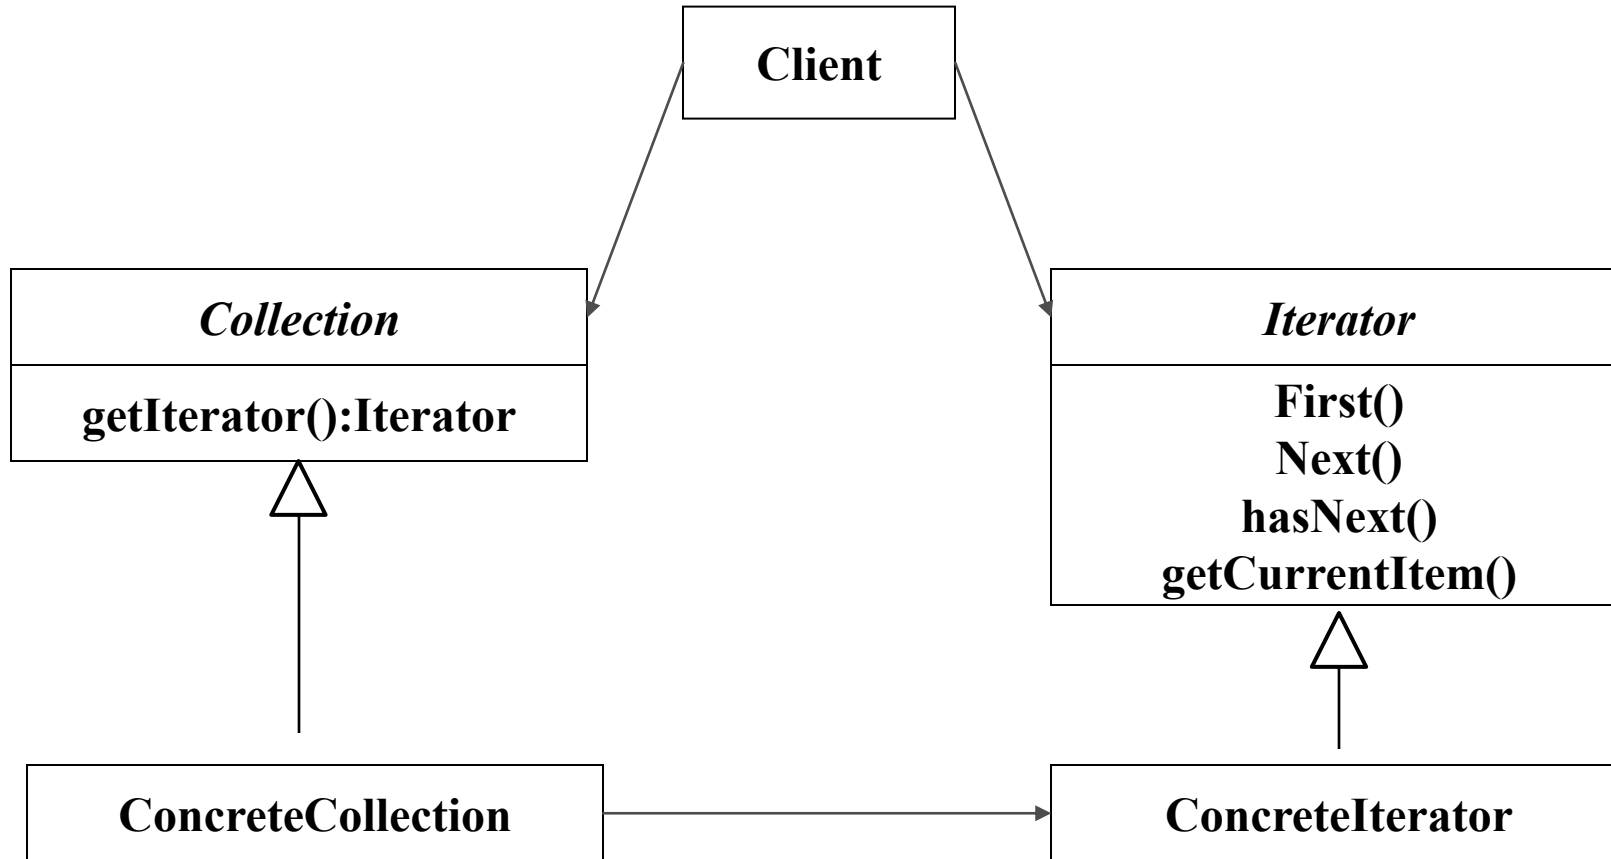 Client
Collection
getIterator():Iterator
Iterator
First()
Next()
hasNext()
getCurrentItem()
ConcreteCollection
ConcreteIterator